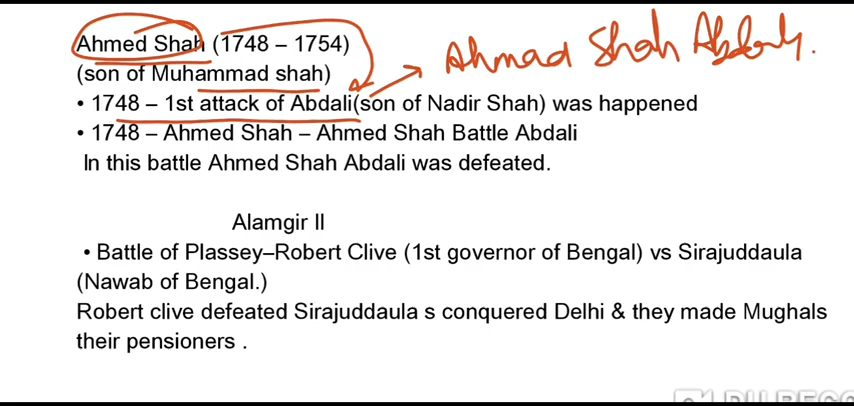 Ahmed Shah (1748 – 1754) Ahmad Shah Abdali.
(son of Muhammad shah)
• 1748 – 1st attack of Abdali(son of Nadir Shah) was happened
• 1748 – Ahmed Shah – Ahmed Shah Battle Abdali
In this battle Ahmed Shah Abdali was defeated.
Alamgir II
• Battle of Plassey–Robert Clive (1st governor of Bengal) vs Sirajuddaula
(Nawab of Bengal.)
Robert clive defeated Sirajuddaula s conquered Delhi & they made Mughals
their pensioners .